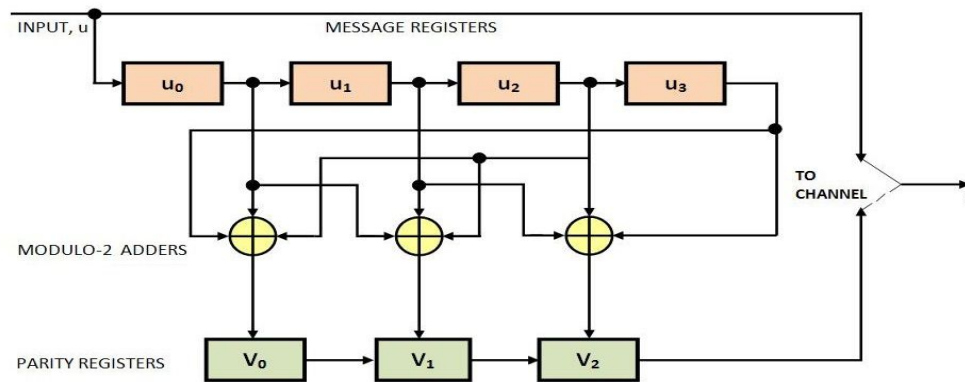 INPUT, u
MESSAGE REGISTERS
u₀
u₁
u₂
u₃
TO
CHANNEL
MODULO-2 ADDERS
PARITY REGISTERS
V₀
V₁
V₂